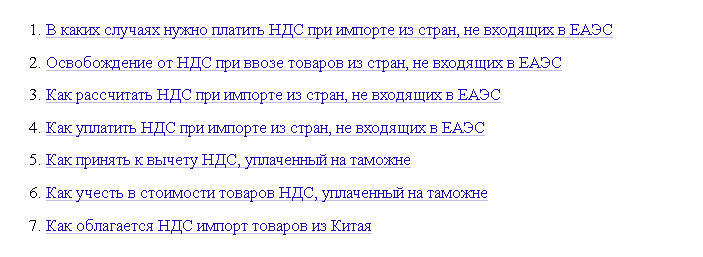 1. В каких случаях нужно платить НДС при импорте из стран, не входящих в ЕАЭС
2. Освобождение от НДС при ввозе товаров из стран, не входящих в ЕАЭС
3. Как рассчитать НДС при импорте из стран, не входящих в ЕАЭС
4. Как уплатить НДС при импорте из стран, не входящих в ЕАЭС
5. Как принять к вычету НДС, уплаченный на таможне
6. Как учесть в стоимости товаров НДС, уплаченный на таможне
7. Как облагается НДС импорт товаров из Китая